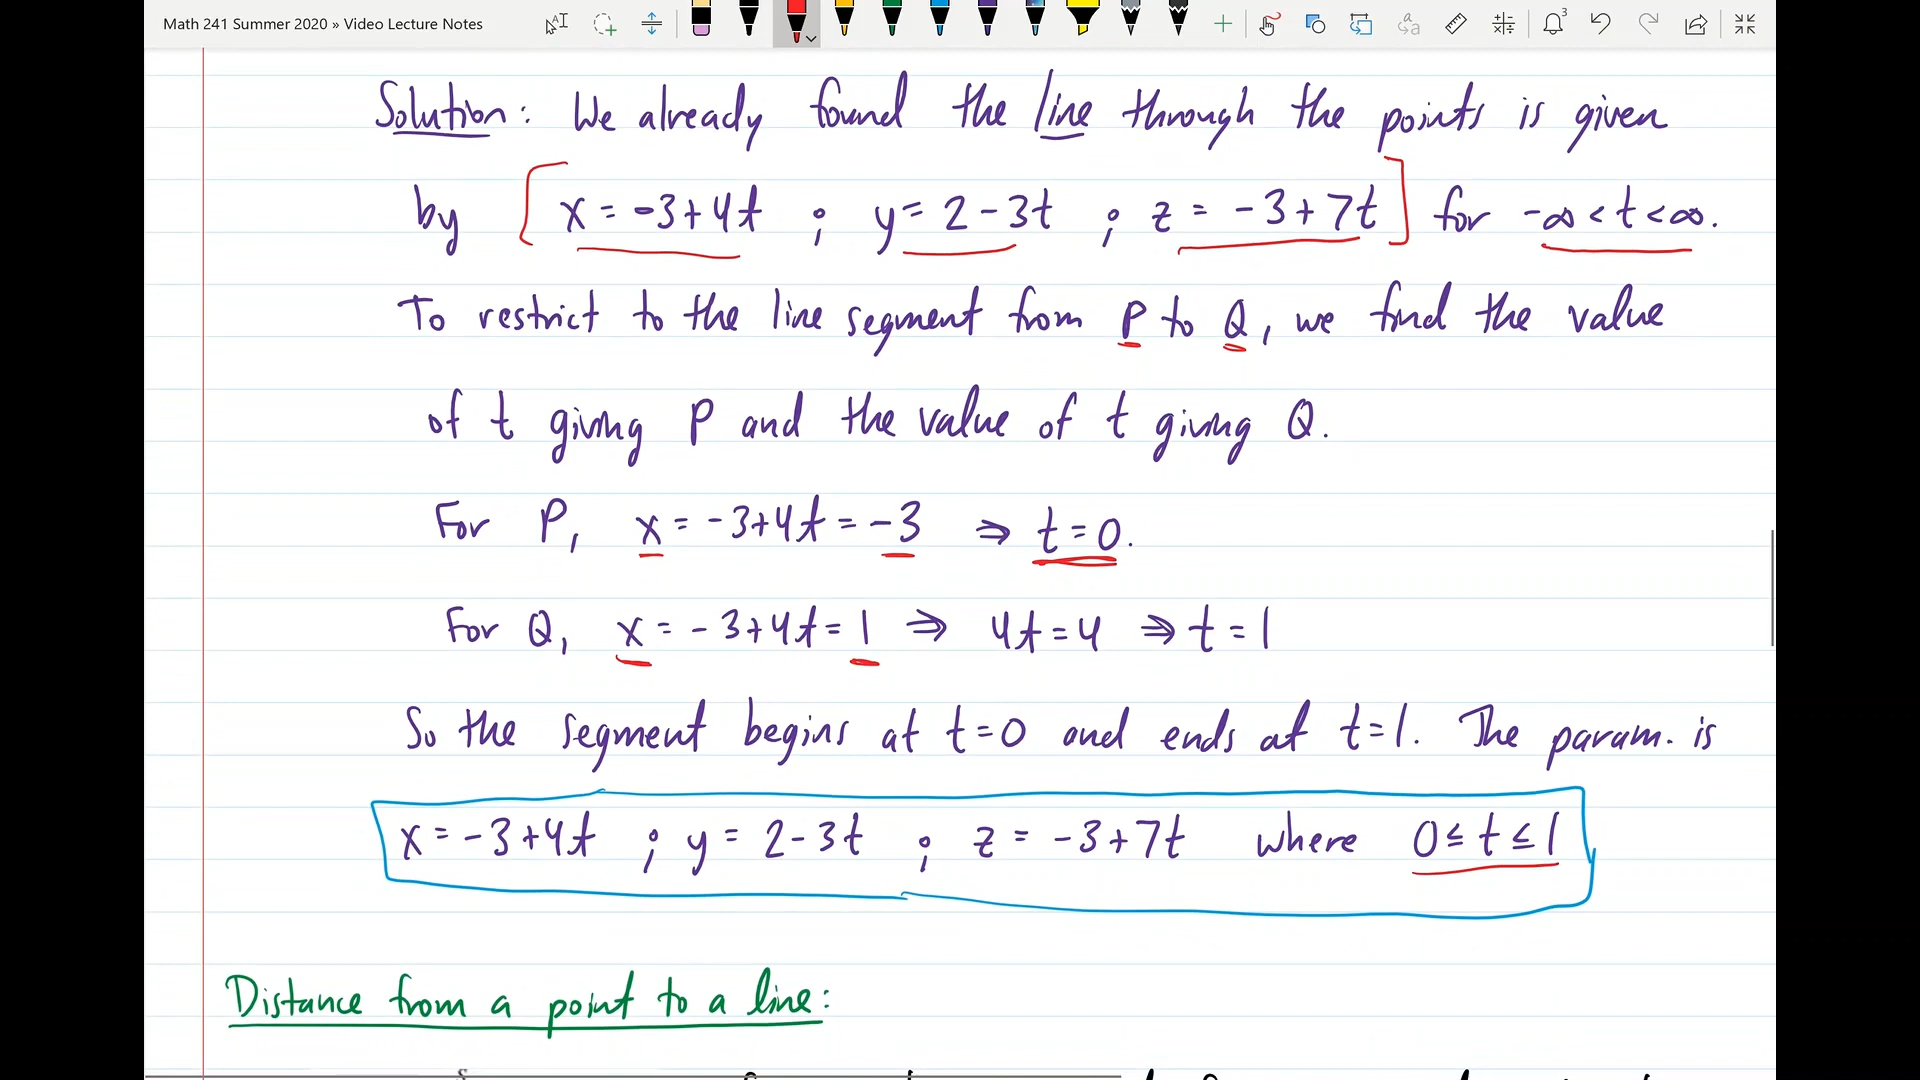 Math 241 Summer 2020 » Video Lecture Notes
3
Solution: We already found the line through the points is given
by [x = -3+4t ; y = 2-3t ; z = -3+7t] for -∞ < t < ∞.
To restrict to the line segment from P to Q, we find the value
of t giving P and the value of t giving Q.
For P, x = -3+4t = -3 ⇒ t = 0.
For Q, x = -3+4t = 1 ⇒ 4t = 4 ⇒ t = 1
So the segment begins at t=0 and ends at t=1. The param. is
x = -3+4t ; y = 2-3t ; z = -3+7t where 0 ≤ t ≤ 1
Distance from a point to a line: